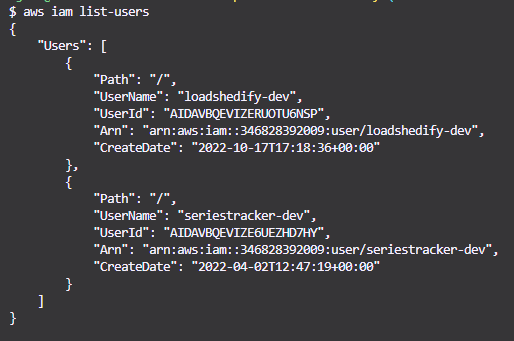 $ aws iam list-users
{
    "Users": [
        {
            "Path": "/",
            "UserName": "loadshedify-dev",
            "UserId": "AIDAVBQEVIZERUOTU6NSP",
            "Arn": "arn:aws:iam::346828392009:user/loadshedify-dev",
            "CreateDate": "2022-10-17T17:18:36+00:00"
        },
        {
            "Path": "/",
            "UserName": "seriestracker-dev",
            "UserId": "AIDAVBQEVIZE6UEZHD7HY",
            "Arn": "arn:aws:iam::346828392009:user/seriestracker-dev",
            "CreateDate": "2022-04-02T12:47:19+00:00"
        }
    ]
}